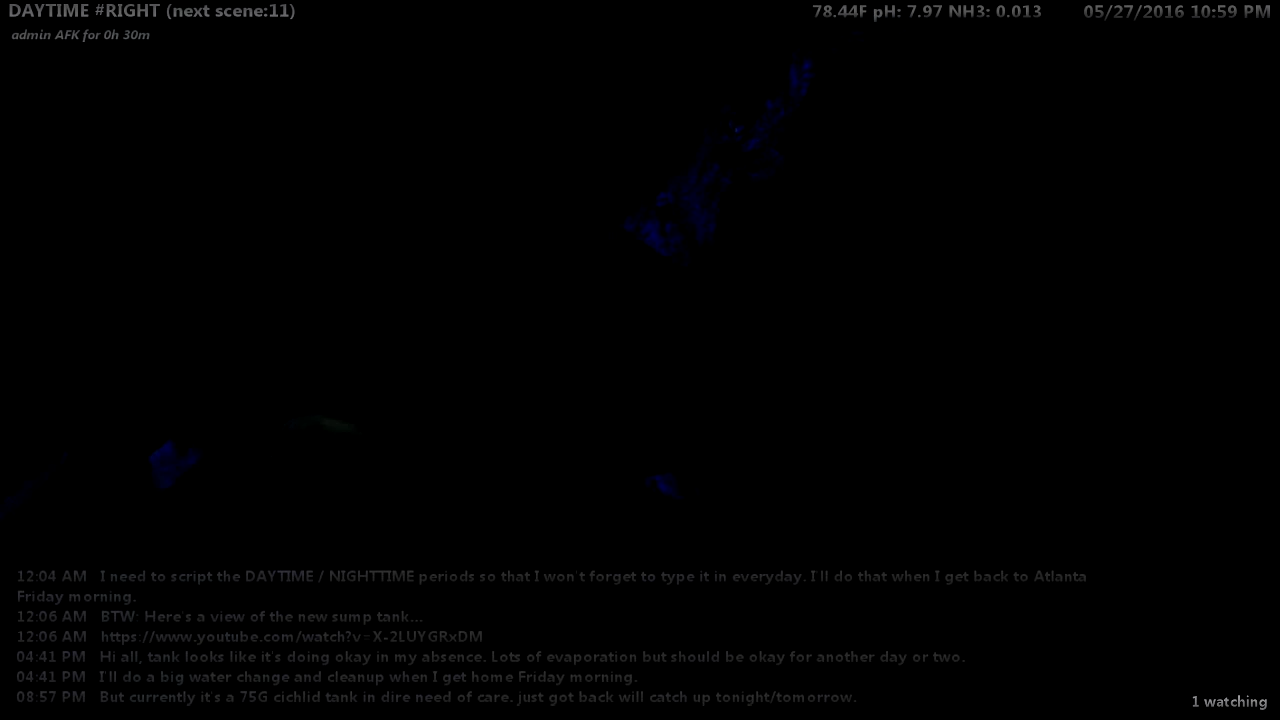 DAYTIME #RIGHT (next scene:11)
78.44F pH: 7.97 NH3: 0.013
05/27/2016 10:59 PM
admin AFK for 0h 30m
12:04 AM I need to script the DAYTIME / NIGHTTIME periods so that I won't forget to type it in everyday. I'll do that when I get back to Atlanta
Friday morning.
12:06 AM BTW: Here's a view of the new sump tank...
12:06 AM https://www.youtube.com/watch?v=X-2LUYGRxDM
04:41 PM Hi all, tank looks like it's doing okay in my absence. Lots of evaporation but should be okay for another day or two.
04:41 PM I'll do a big water change and cleanup when I get home Friday morning.
08:57 PM But currently it's a 75G cichlid tank in dire need of care. just got back will catch up tonight/tomorrow.
1 watching